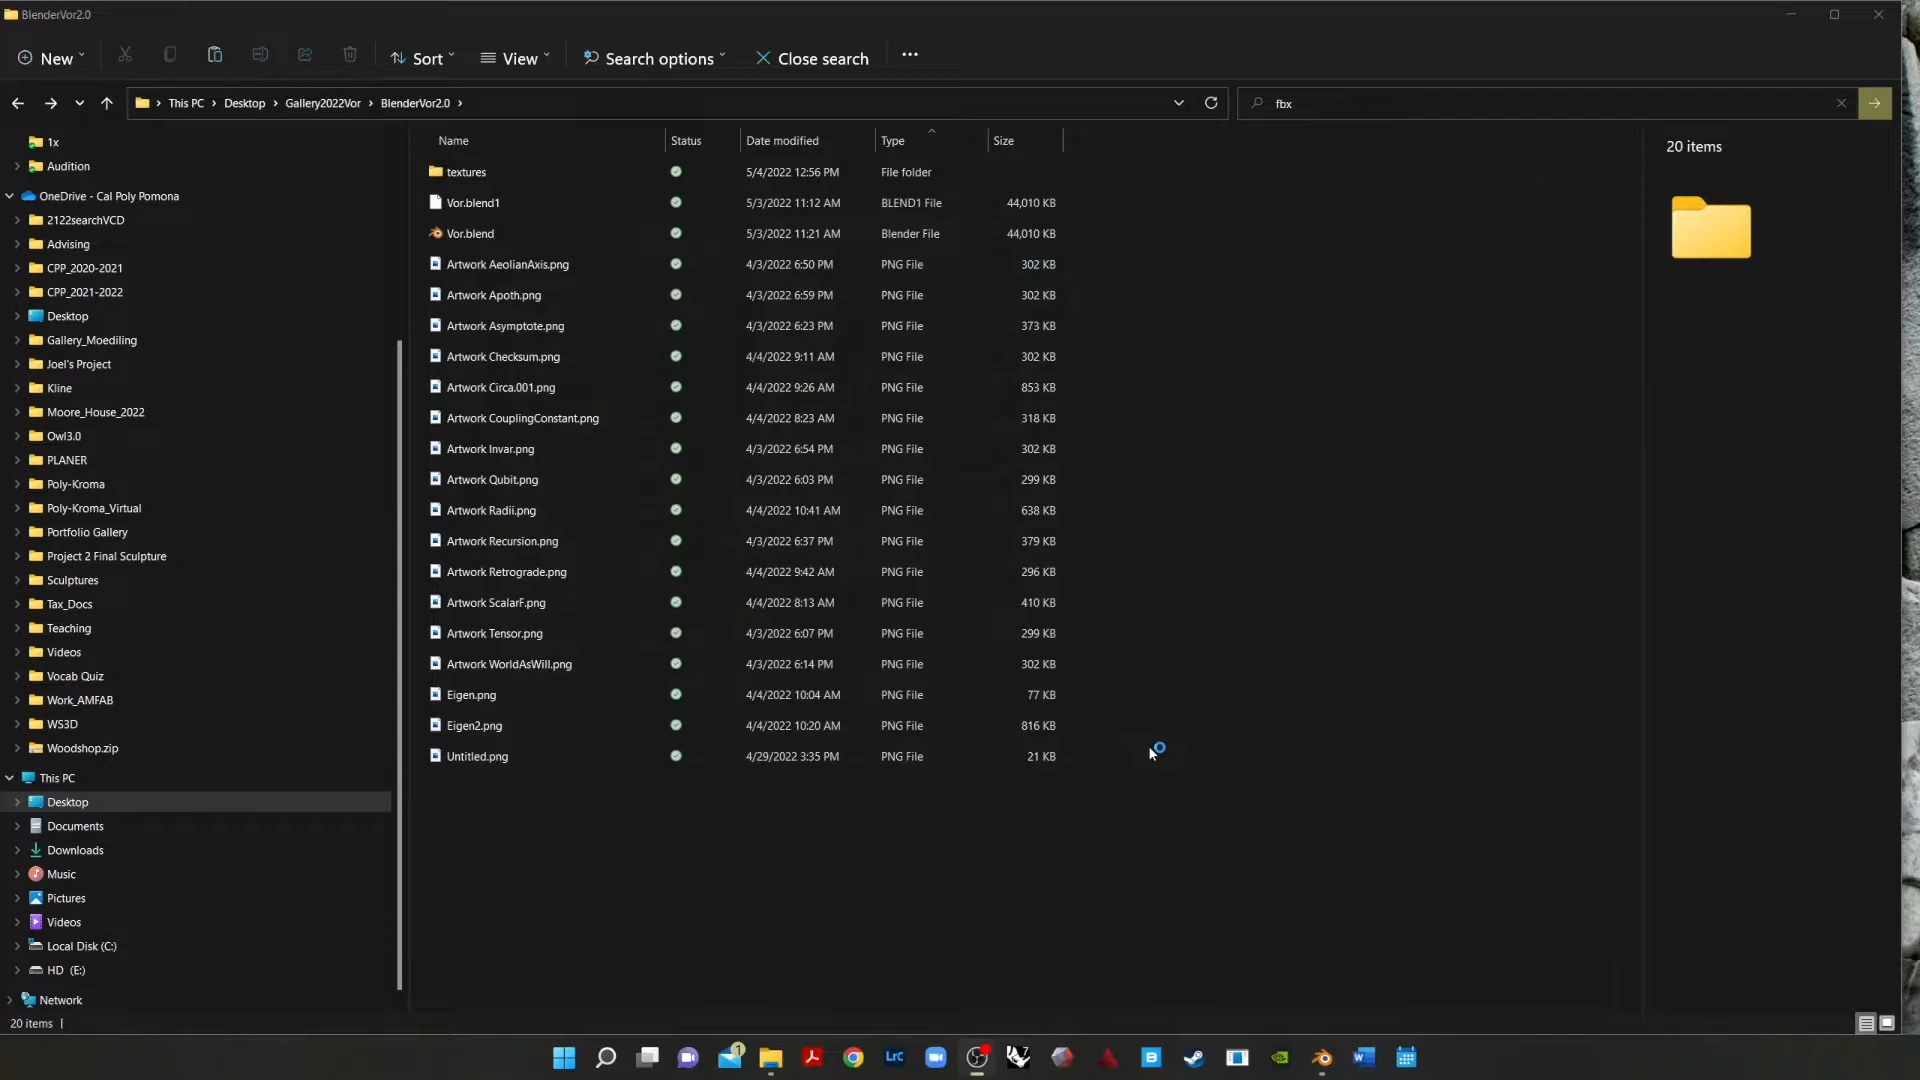 BlenderVor2.0
New
Sort
View
Search options
Close search
This PC
Desktop
Gallery2022Vor
BlenderVor2.0
fbx
1x
Audition
OneDrive - Cal Poly Pomona
2122searchVCD
Advising
CPP_2020-2021
CPP_2021-2022
Desktop
Gallery_Moediling
Joel's Project
Kline
Moore_House_2022
Owl3.0
PLANER
Poly-Kroma
Poly-Kroma_Virtual
Portfolio Gallery
Project 2 Final Sculpture
Sculptures
Tax_Docs
Teaching
Videos
Vocab Quiz
Work_AMFAB
WS3D
Woodshop.zip
This PC
Desktop
Documents
Downloads
Music
Pictures
Videos
Local Disk (C:)
HD (E:)
Network
20 items
Name Status Date modified Type Size
textures 5/4/2022 12:56 PM File folder
Vor.blend1 5/3/2022 11:12 AM BLEND1 File 44,010 KB
Vor.blend 5/3/2022 11:21 AM Blender File 44,010 KB
Artwork AeolianAxis.png 4/3/2022 6:50 PM PNG File 302 KB
Artwork Apoth.png 4/3/2022 6:59 PM PNG File 302 KB
Artwork Asymptote.png 4/3/2022 6:23 PM PNG File 373 KB
Artwork Checksum.png 4/4/2022 9:11 AM PNG File 302 KB
Artwork Circa.001.png 4/4/2022 9:26 AM PNG File 853 KB
Artwork CouplingConstant.png 4/4/2022 8:23 AM PNG File 318 KB
Artwork Invar.png 4/3/2022 6:54 PM PNG File 302 KB
Artwork Qubit.png 4/3/2022 6:03 PM PNG File 299 KB
Artwork Radii.png 4/4/2022 10:41 AM PNG File 638 KB
Artwork Recursion.png 4/3/2022 6:37 PM PNG File 379 KB
Artwork Retrograde.png 4/4/2022 9:42 AM PNG File 296 KB
Artwork ScalarF.png 4/4/2022 8:13 AM PNG File 410 KB
Artwork Tensor.png 4/3/2022 6:07 PM PNG File 299 KB
Artwork WorldAsWill.png 4/3/2022 6:14 PM PNG File 302 KB
Eigen.png 4/4/2022 10:04 AM PNG File 77 KB
Eigen2.png 4/4/2022 10:20 AM PNG File 816 KB
Untitled.png 4/29/2022 3:35 PM PNG File 21 KB
20 items
1
LrC
B
W